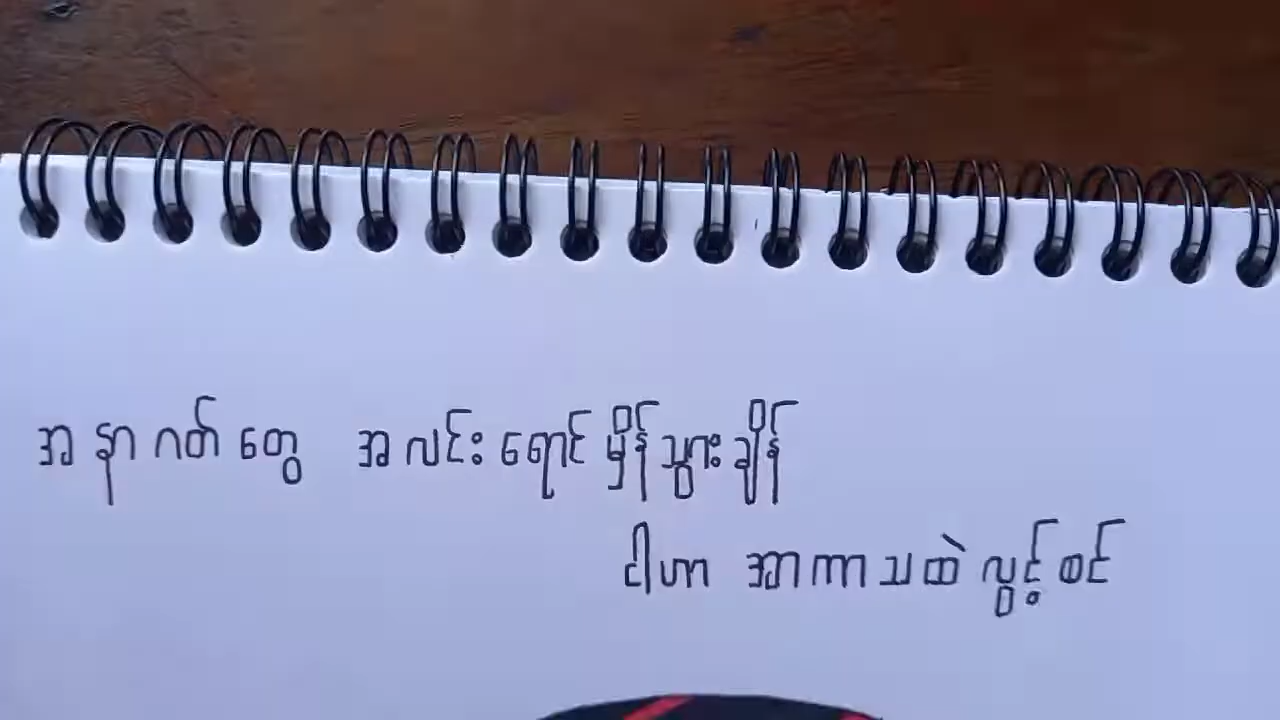 အနာဂတ်တွေ အလင်းရောင်မှိန်သွားချိန်
ငါဟာ အာကာသထဲလွင့်စင်